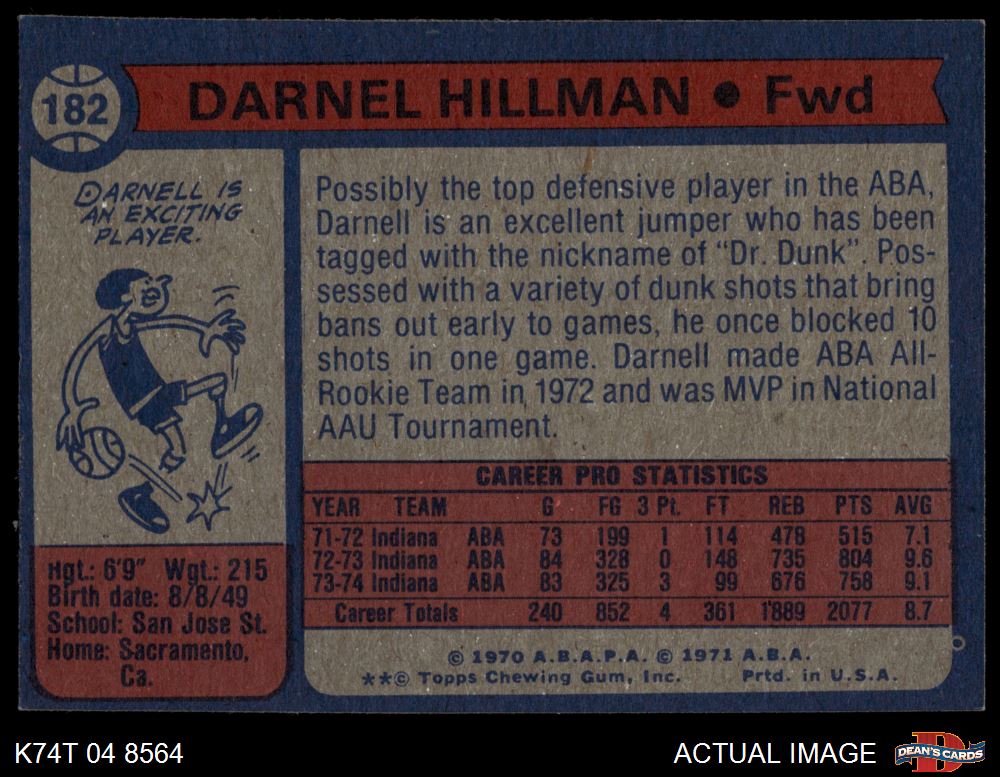 182
DARNEL HILLMAN • Fwd
DARNELL IS
AN EXCITING
PLAYER.
Possibly the top defensive player in the ABA,
Darnell is an excellent jumper who has been
tagged with the nickname of “Dr. Dunk”. Pos-
sessed with a variety of dunk shots that bring
bans out early to games, he once blocked 10
shots in one game. Darnell made ABA All-
Rookie Team in 1972 and was MVP in National
AAU Tournament.
CAREER PRO STATISTICS
YEAR TEAM G FG 3 Pt. FT REB PTS AVG
71-72 Indiana ABA 73 199 1 114 478 515 7.1
72-73 Indiana ABA 84 328 0 148 735 804 9.6
73-74 Indiana ABA 83 325 3 99 676 758 9.1
Career Totals 240 852 4 361 1889 2077 8.7
Hgt.: 6'9" Wgt.: 215
Birth date: 8/8/49
School: San Jose St.
Home: Sacramento,
Ca.
© 1970 A.B.A.P.A. © 1971 A.B.A.
**© Topps Chewing Gum, Inc. Prtd. in U.S.A.
K74T 04 8564
ACTUAL IMAGE
D
DEAN'S CARDS